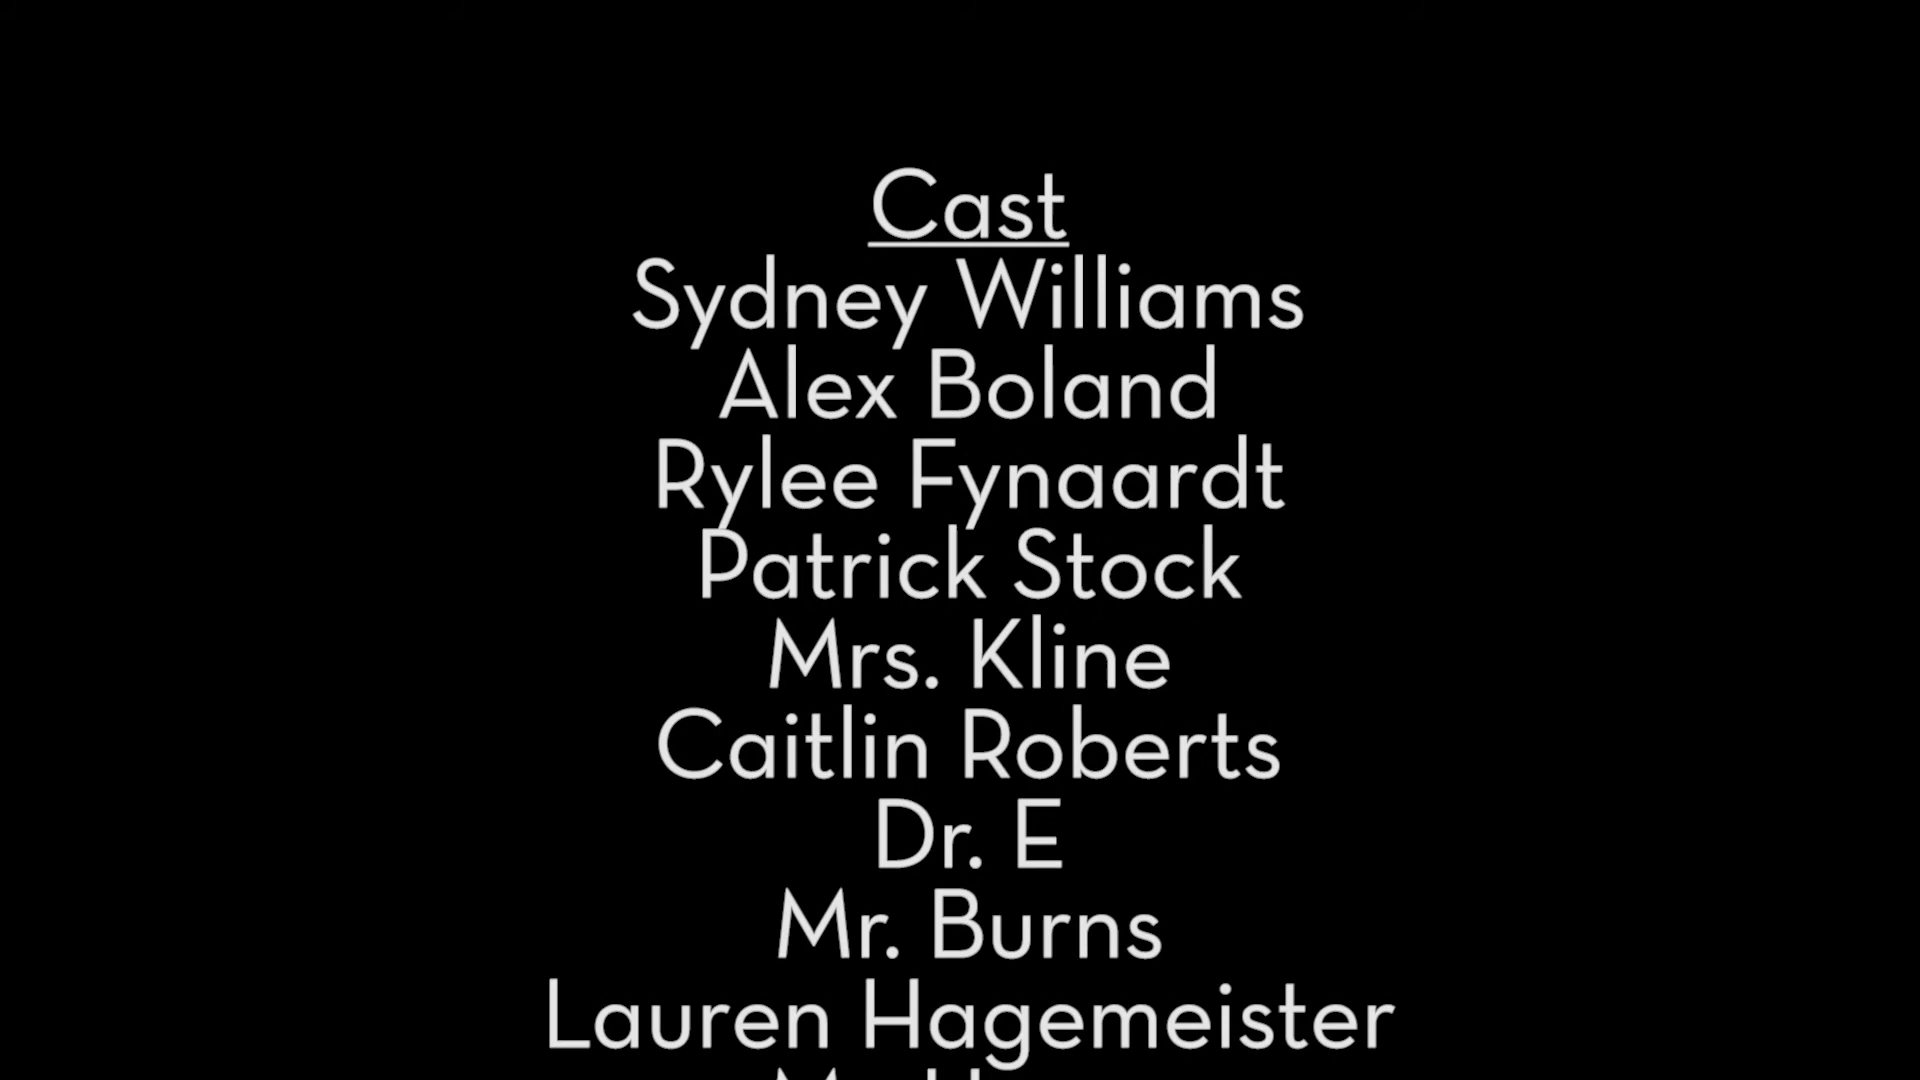 Cast
Sydney Williams
Alex Boland
Rylee Fynaardt
Patrick Stock
Mrs. Kline
Caitlin Roberts
Dr. E
Mr. Burns
Lauren Hagemeister